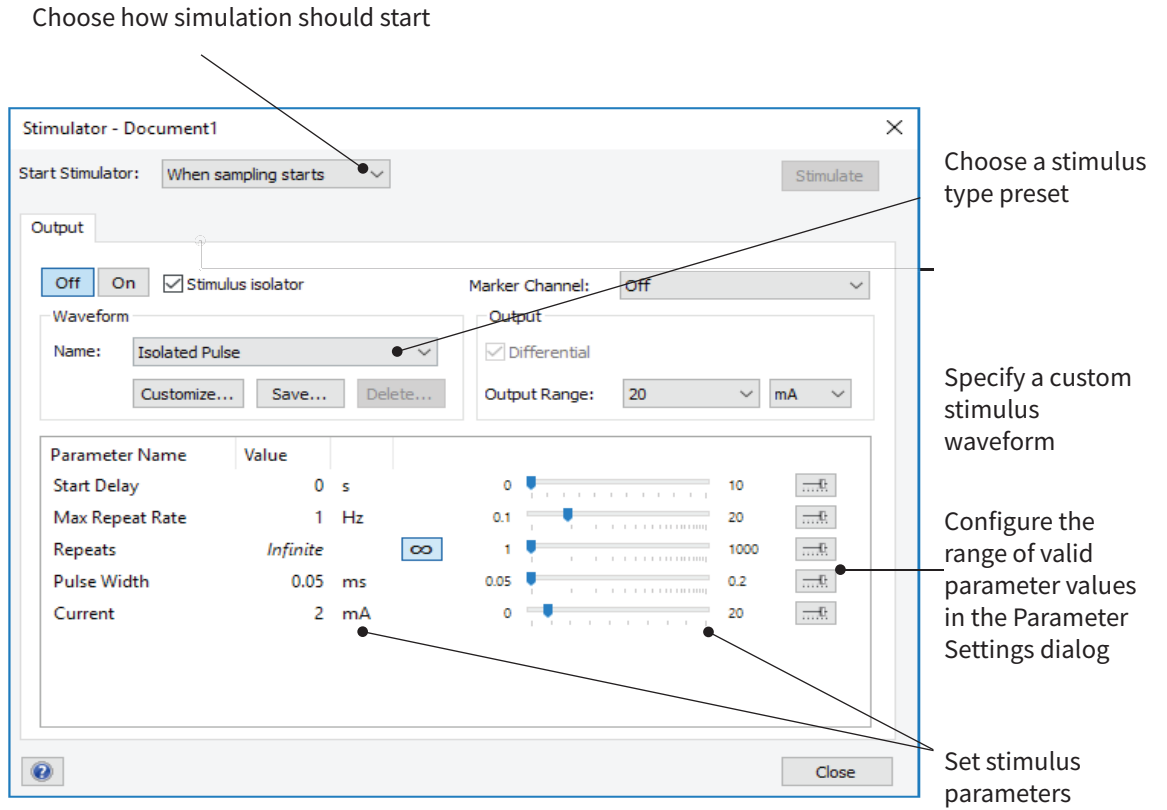 Choose how simulation should start
Stimulator - Document1
Start Stimulator: When sampling starts Stimulate
Output
Off On Stimulus isolator Marker Channel: Off
Waveform Output
Name: Isolated Pulse Differential
Customize... Save... Delete... Output Range: 20 mA
Parameter Name Value
Start Delay 0 s 0 10
Max Repeat Rate 1 Hz 0.1 20
Repeats Infinite ∞ 1 1000
Pulse Width 0.05 ms 0.05 0.2
Current 2 mA 0 20
? Close
Choose a stimulus
type preset
Specify a custom
stimulus
waveform
Configure the
range of valid
parameter values
in the Parameter
Settings dialog
Set stimulus
parameters